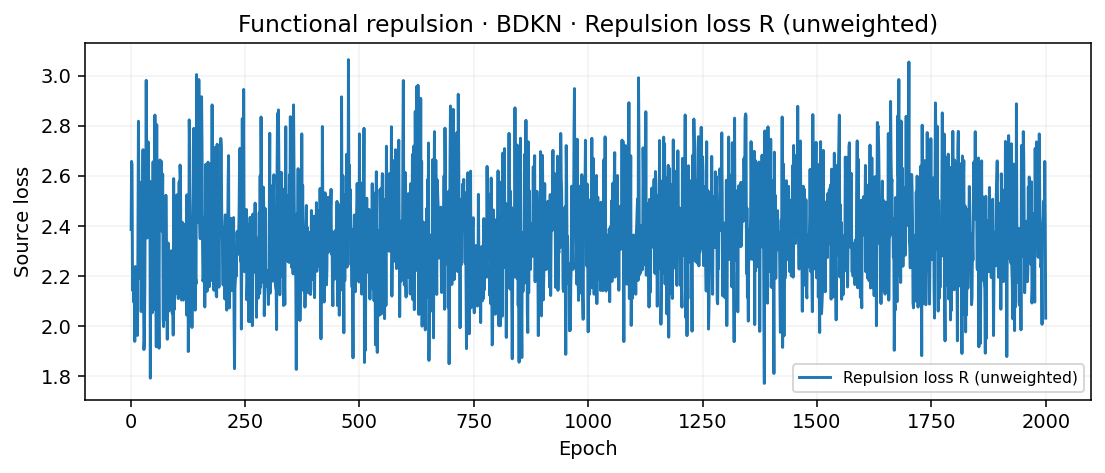 Functional repulsion · BDKN · Repulsion loss R (unweighted)
Source loss
3.0
2.8
2.6
2.4
2.2
2.0
1.8
Repulsion loss R (unweighted)
0 250 500 750 1000 1250 1500 1750 2000
Epoch